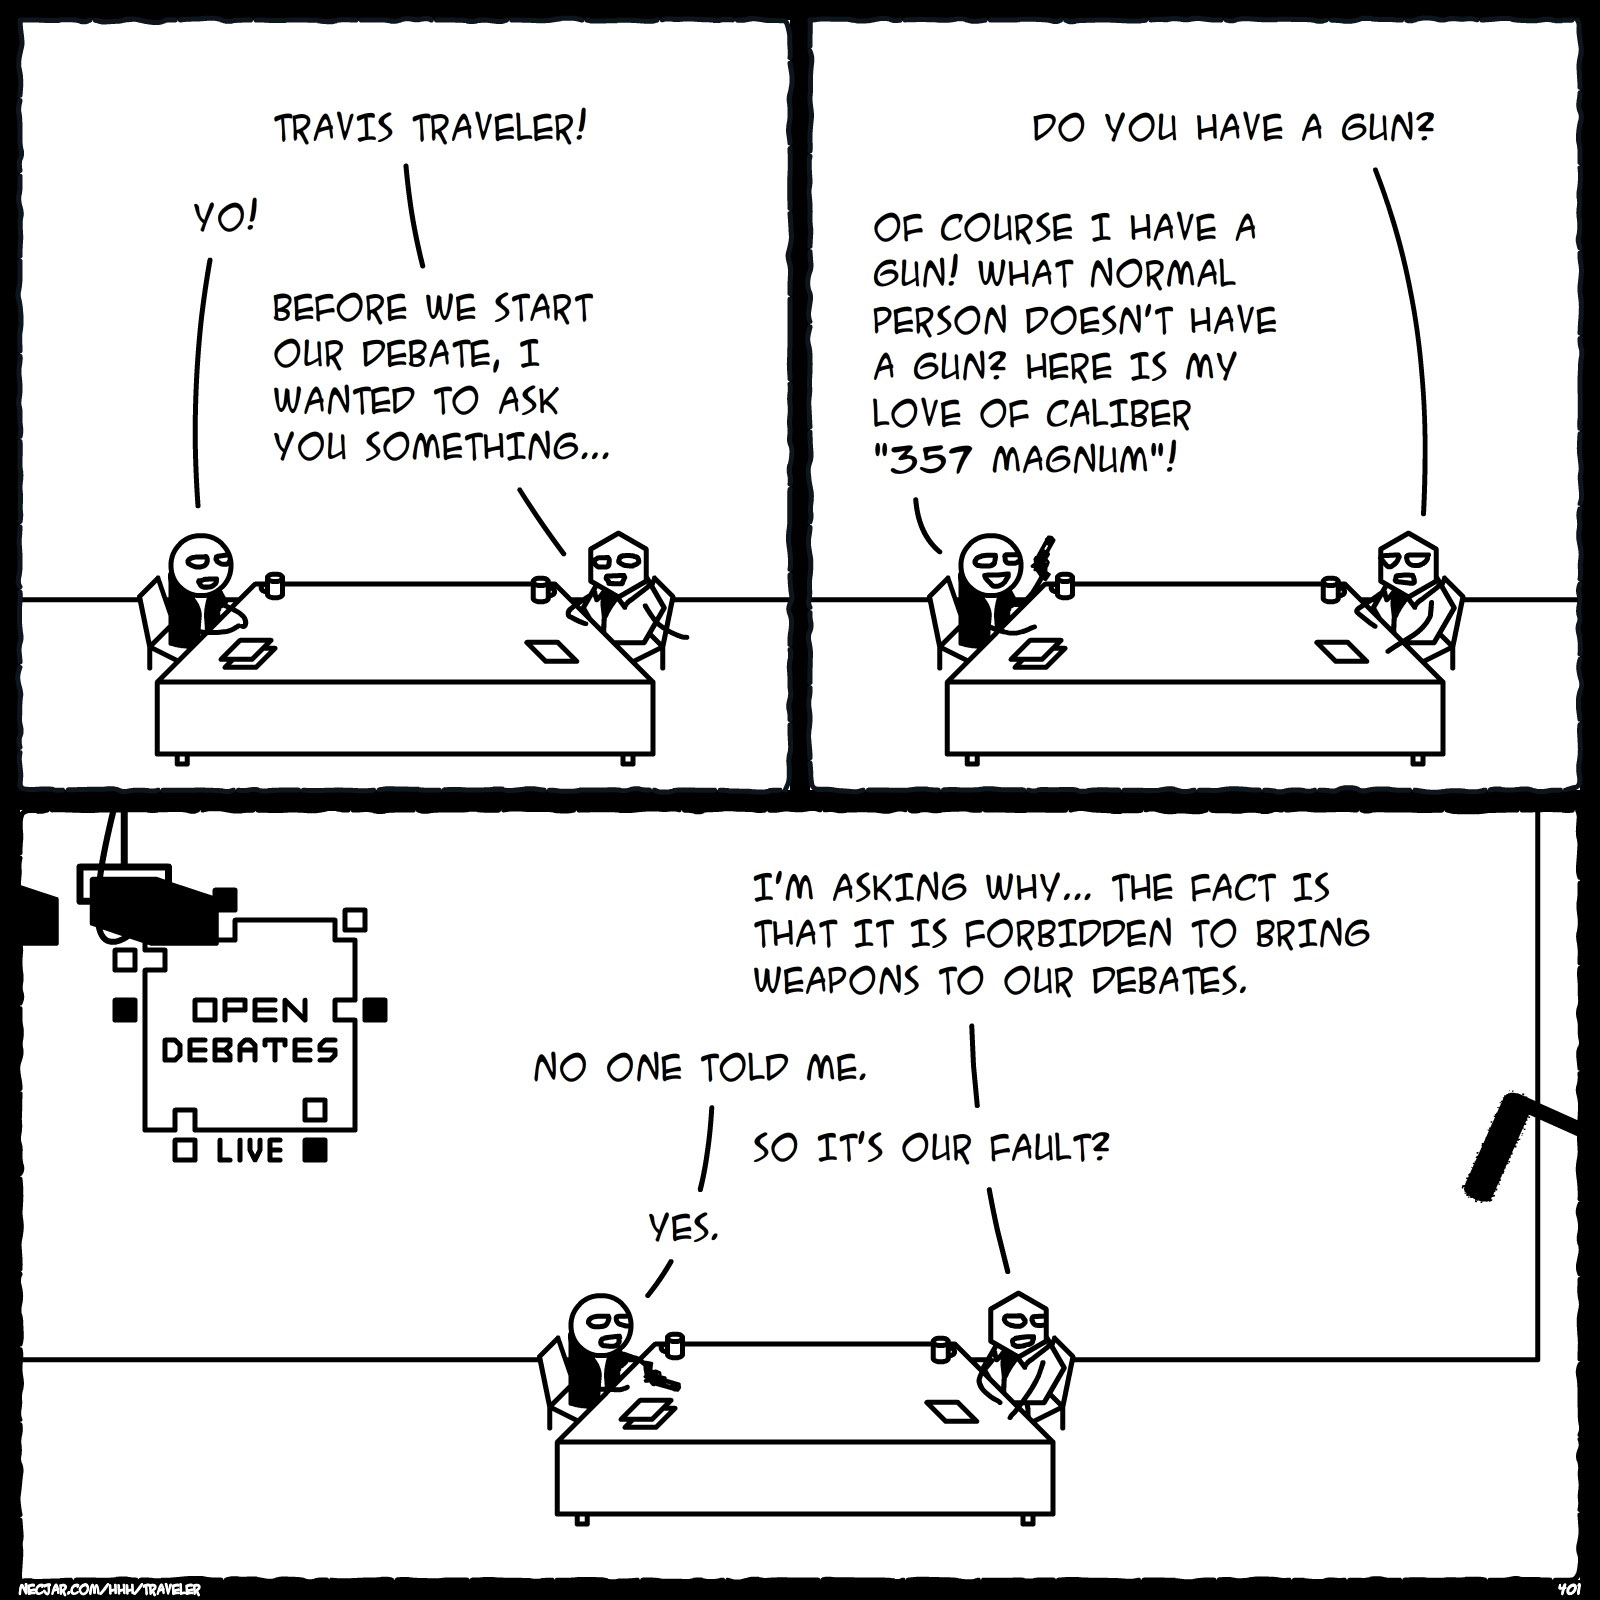 TRAVIS TRAVELER!
YO!
BEFORE WE START
OUR DEBATE, I
WANTED TO ASK
YOU SOMETHING...
DO YOU HAVE A GUN?
OF COURSE I HAVE A
GUN! WHAT NORMAL
PERSON DOESN'T HAVE
A GUN? HERE IS MY
LOVE OF CALIBER
"357 MAGNUM"!
I'M ASKING WHY... THE FACT IS
THAT IT IS FORBIDDEN TO BRING
WEAPONS TO OUR DEBATES.
NO ONE TOLD ME.
SO IT'S OUR FAULT?
YES.
OPEN
DEBATES
LIVE
NECJAR.COM/HHH/TRAVELER
401